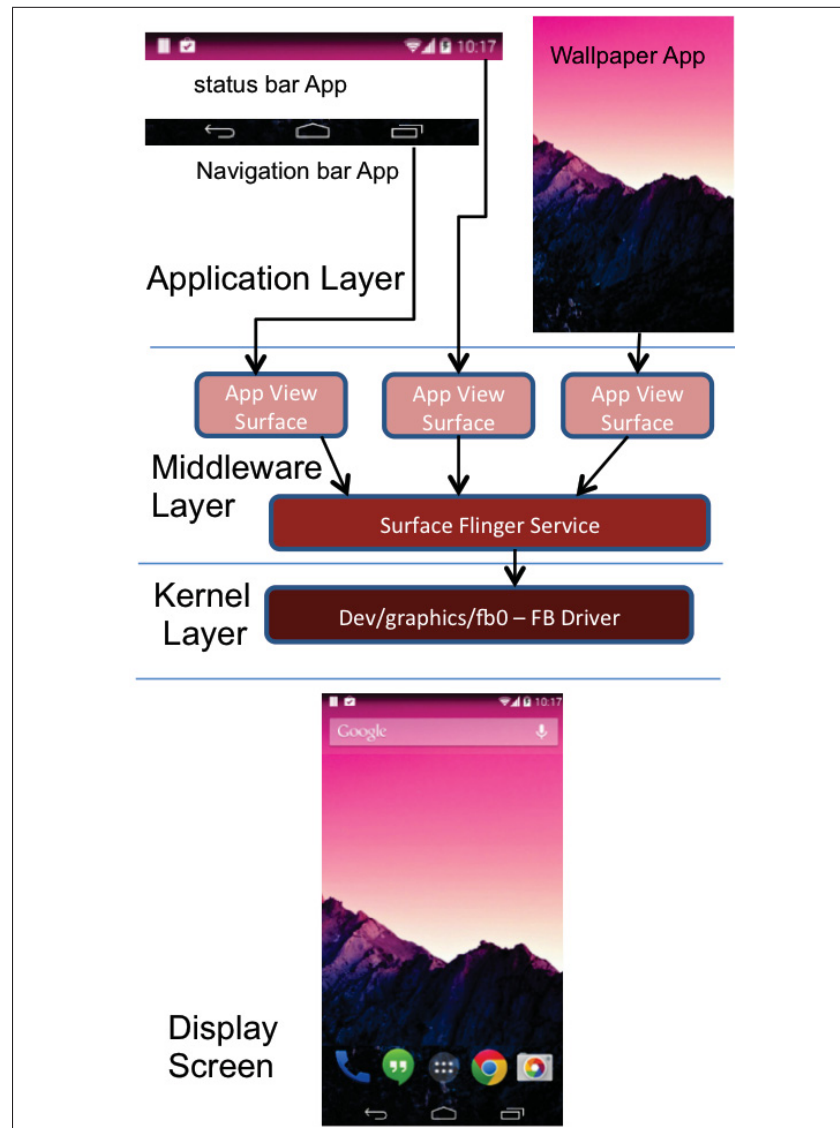 10:17
Wallpaper App
status bar App
Navigation bar App
Application Layer
App View
Surface
App View
Surface
App View
Surface
Middleware
Layer
Surface Flinger Service
Kernel
Layer
Dev/graphics/fb0 – FB Driver
10:17
Google
Display
Screen